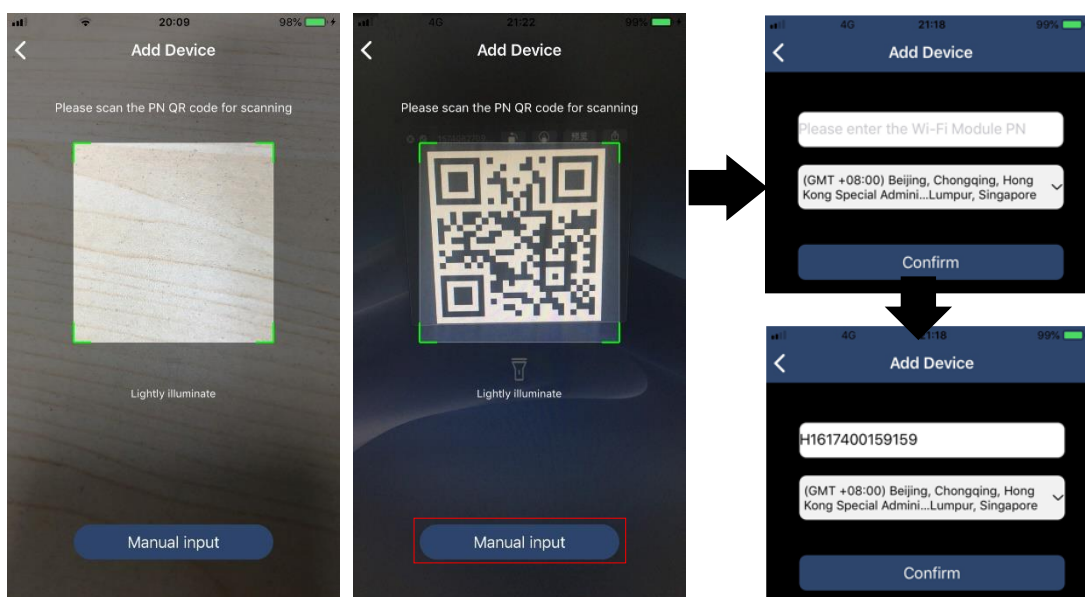 20:09
98%
Add Device
Please scan the PN QR code for scanning
Lightly illuminate
Manual input
4G
21:22
99%
Add Device
Please scan the PN QR code for scanning
Lightly illuminate
Manual input
4G
21:18
99%
Add Device
Please enter the Wi-Fi Module PN
(GMT +08:00) Beijing, Chongqing, Hong
Kong Special Admini...Lumpur, Singapore
Confirm
4G
21:18
99%
Add Device
H1617400159159
(GMT +08:00) Beijing, Chongqing, Hong
Kong Special Admini...Lumpur, Singapore
Confirm